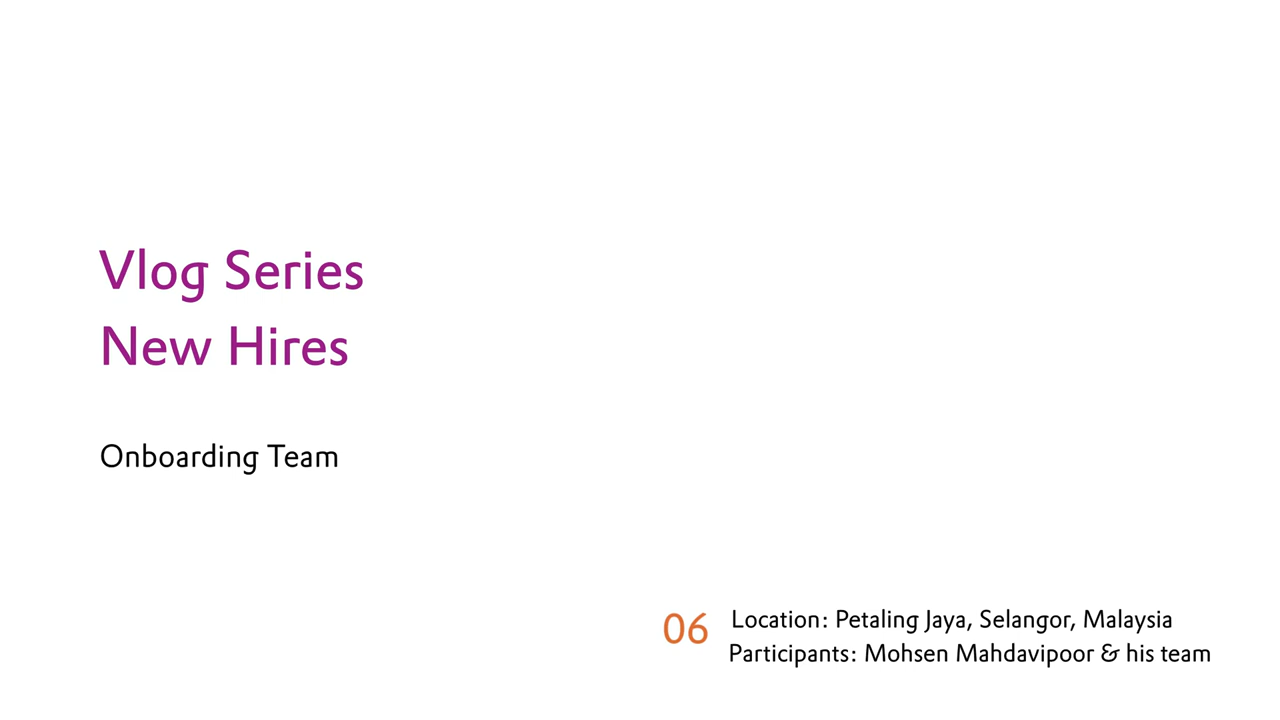 Vlog Series
New Hires
Onboarding Team
06
Location: Petaling Jaya, Selangor, Malaysia
Participants: Mohsen Mahdavipoor & his team